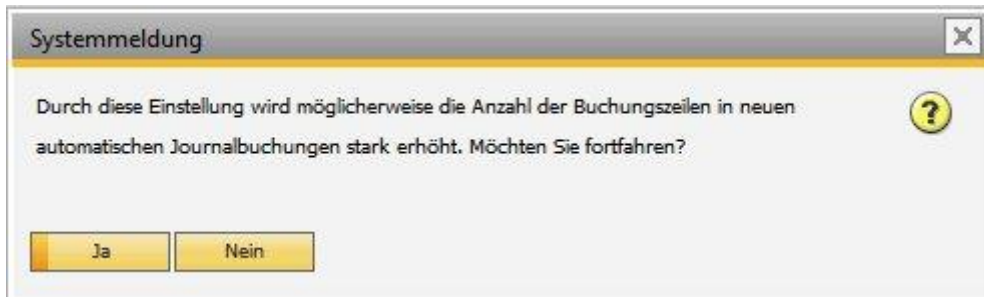 Systemmeldung
Durch diese Einstellung wird möglicherweise die Anzahl der Buchungszeilen in neuen
automatischen Journalbuchungen stark erhöht. Möchten Sie fortfahren?
Ja
Nein